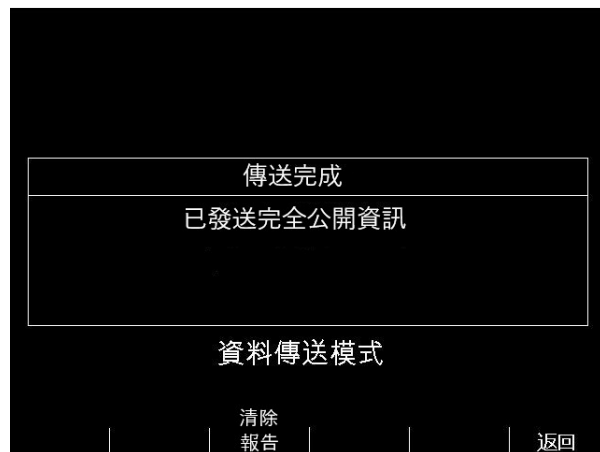 傳送完成
已發送完全公開資訊
資料傳送模式
清除
報告
返回